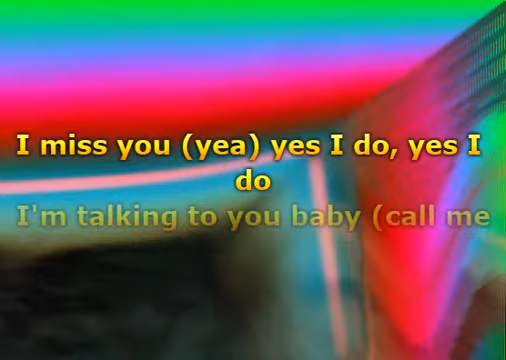 I miss you (yea) yes I do, yes I
do
I'm talking to you baby (call me